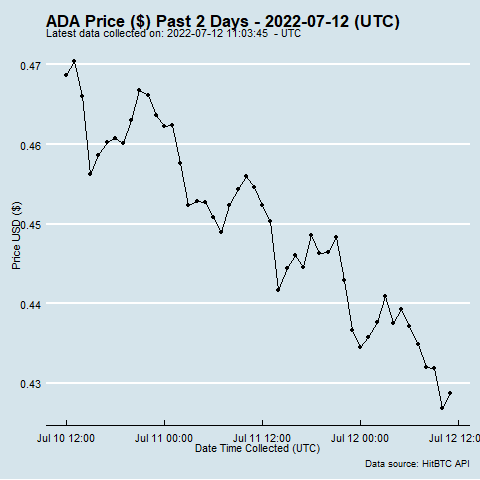 ADA Price ($) Past 2 Days - 2022-07-12 (UTC)
Latest data collected on: 2022-07-12 11:03:45 - UTC
0.47
0.46
0.45
0.44
0.43
Price USD ($)
Jul 10 12:00
Jul 11 00:00
Jul 11 12:00
Jul 12 00:00
Jul 12 12:
Date Time Collected (UTC)
Data source: HitBTC API